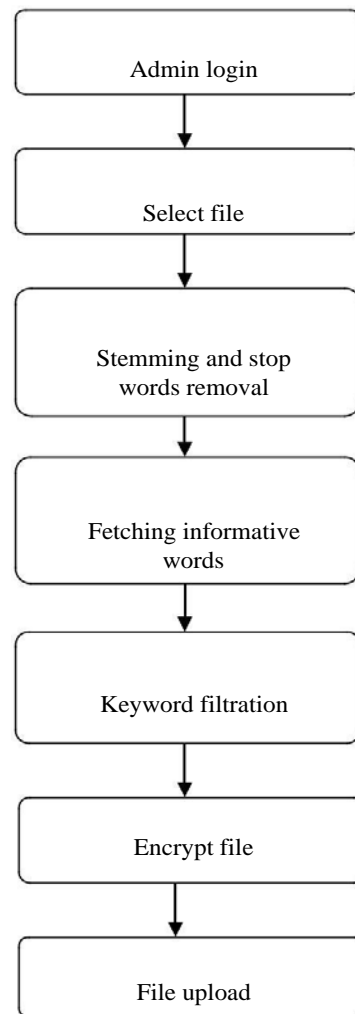 Admin login
Select file
Stemming and stop
words removal
Fetching informative
words
Keyword filtration
Encrypt file
File upload